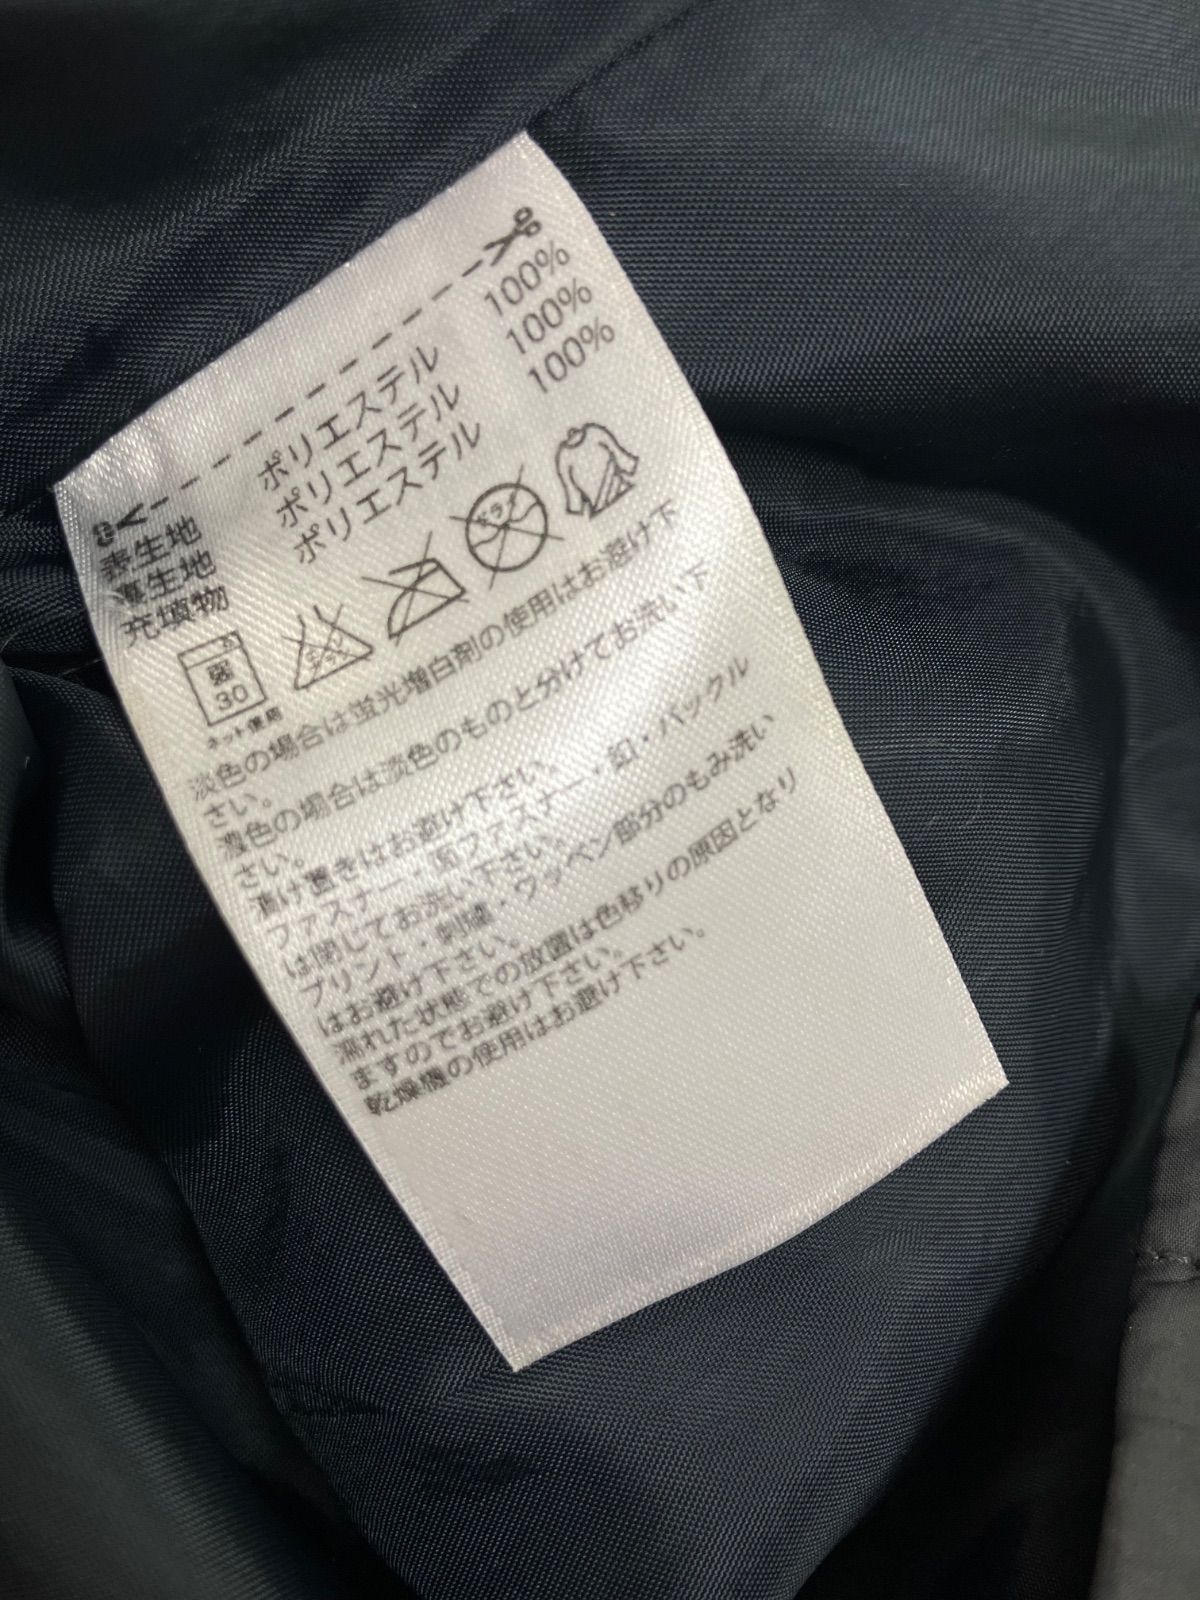 表生地 ポリエステル 100%
裏生地 ポリエステル 100%
充填物 ポリエステル 100%
弱
30
ネット使用
エンソ
ドライ
淡色の場合は蛍光増白剤の使用はお避け下
さい。
濃色の場合は淡色のものと分けてお洗い下
さい。
漬け置きはお避け下さい。
ファスナー・面ファスナー・釦・バックル
は閉じてお洗い下さい。
プリント・刺繍・ワッペン部分のもみ洗い
はお避け下さい。
濡れた状態での放置は色移りの原因となり
ますのでお避け下さい。
乾燥機の使用はお避け下さい。